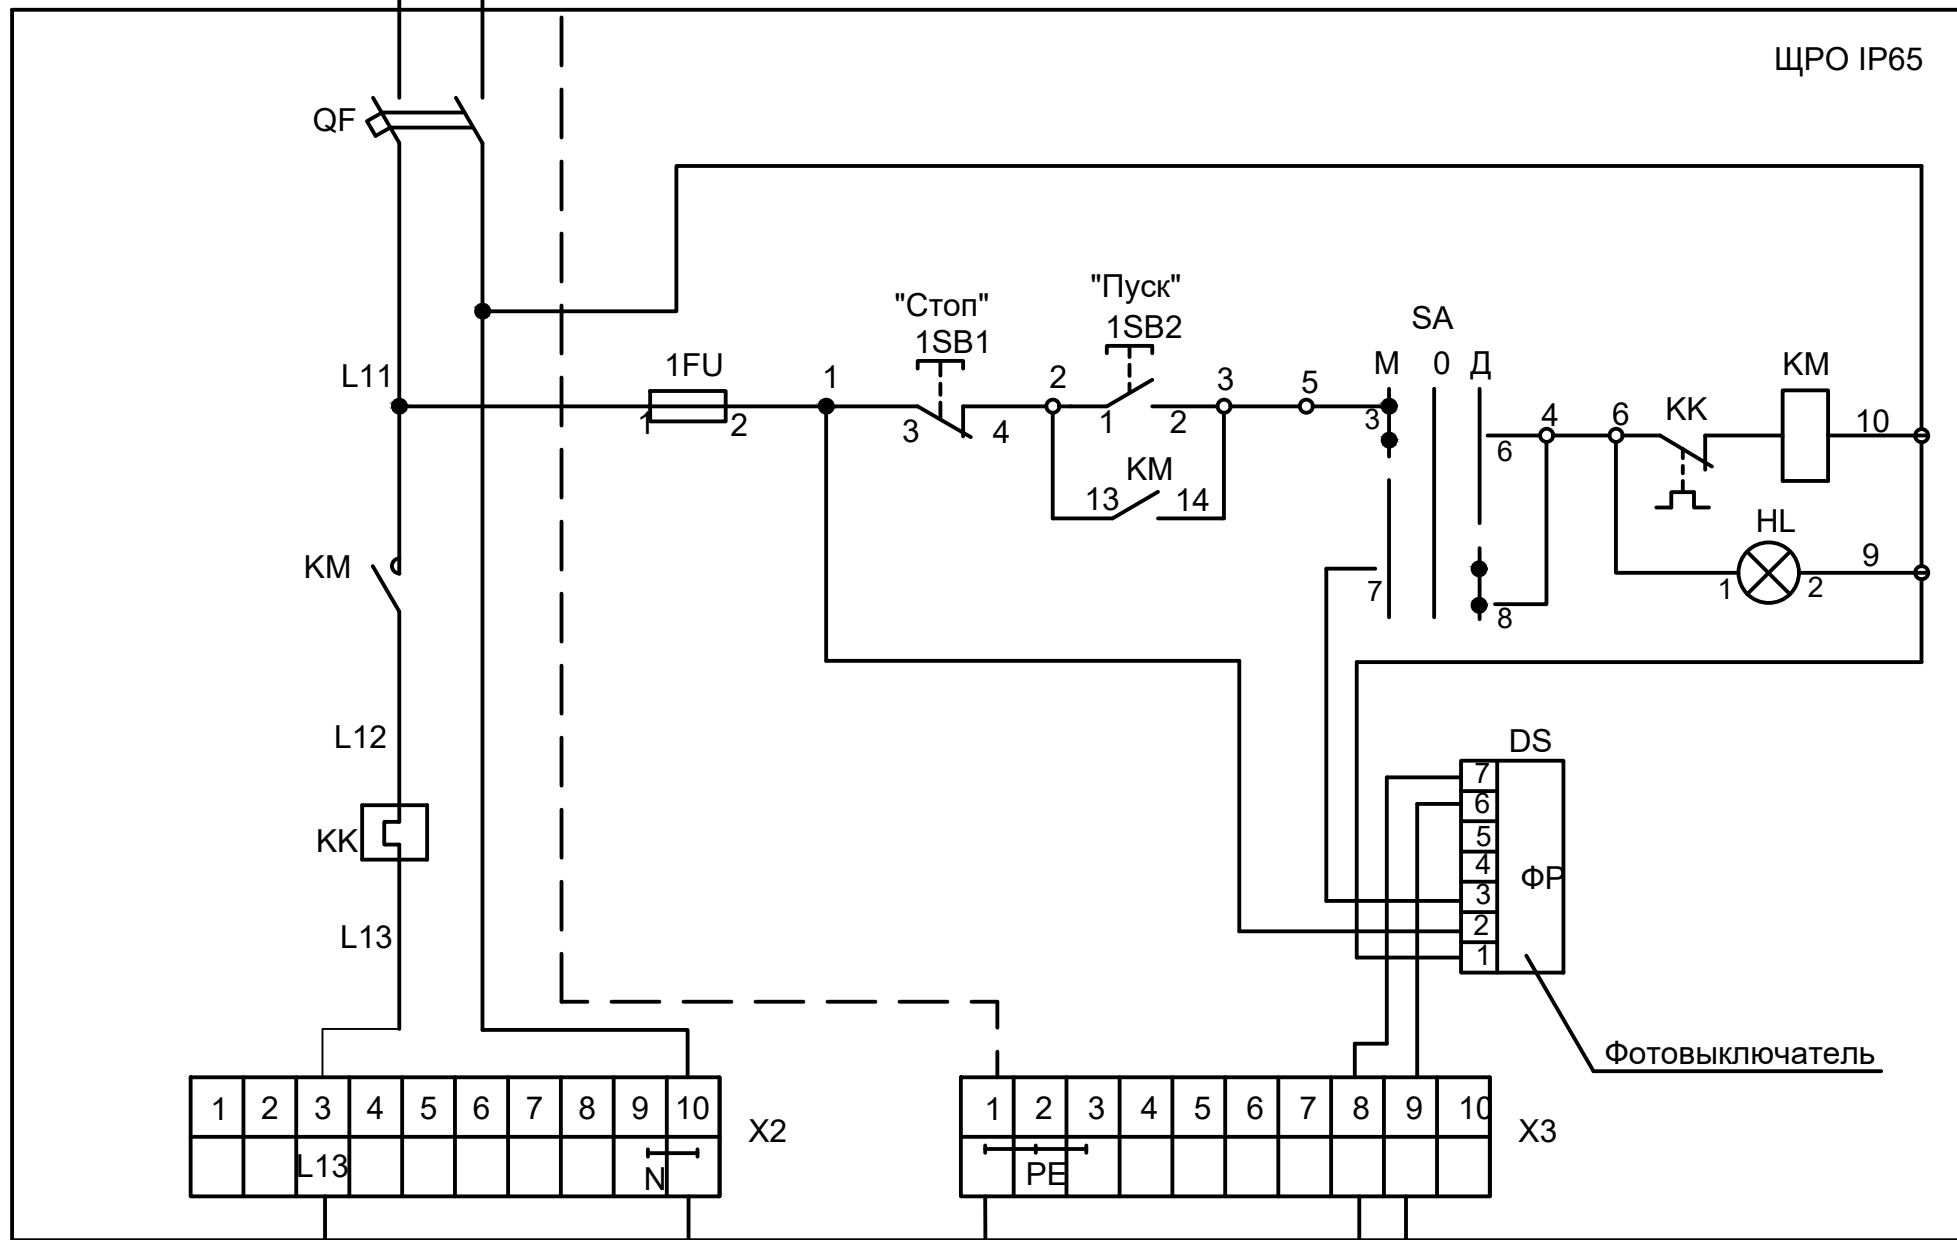 ЩРО IP65
QF
"Стоп"
1SB1
"Пуск"
1SB2
SA
М 0 Д
KM
L11
1FU
1
2
3
5
4
6
KK
10
1
2
3
4
1
2
3
6
KM
13
14
7
8
HL
1
2
9
KM
L12
KK
L13
DS
7
6
5
4
3
2
1
ФР
Фотовыключатель
1 2 3 4 5 6 7 8 9 10
X2
L13
N
1 2 3 4 5 6 7 8 9 10
X3
PE